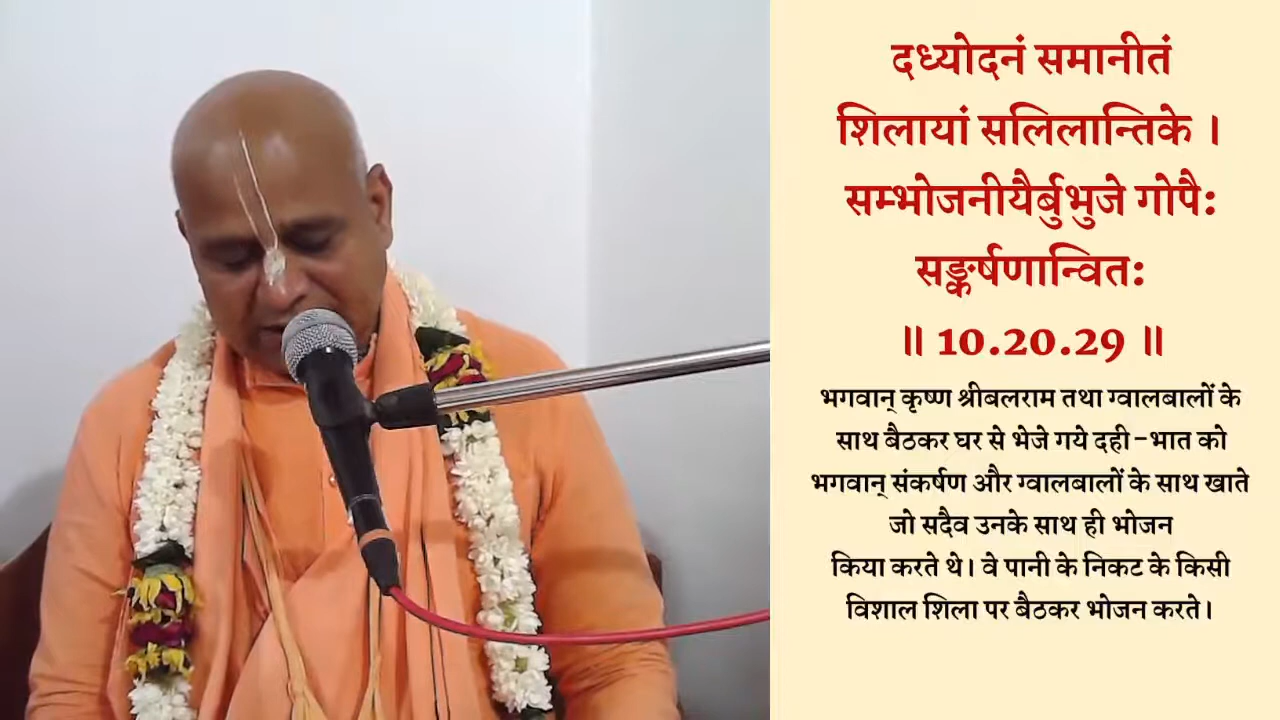 दध्योदनं समानीतं
शिलायां सलिलान्तिके ।
सम्भोजनीयैर्बुभुजे गोपै:
सङ्कर्षणान्वित:
॥ 10.20.29 ॥
भगवान् कृष्ण श्रीबलराम तथा ग्वालबालों के
साथ बैठकर घर से भेजे गये दही-भात को
भगवान् संकर्षण और ग्वालबालों के साथ खाते
जो सदैव उनके साथ ही भोजन
किया करते थे। वे पानी के निकट के किसी
विशाल शिला पर बैठकर भोजन करते।